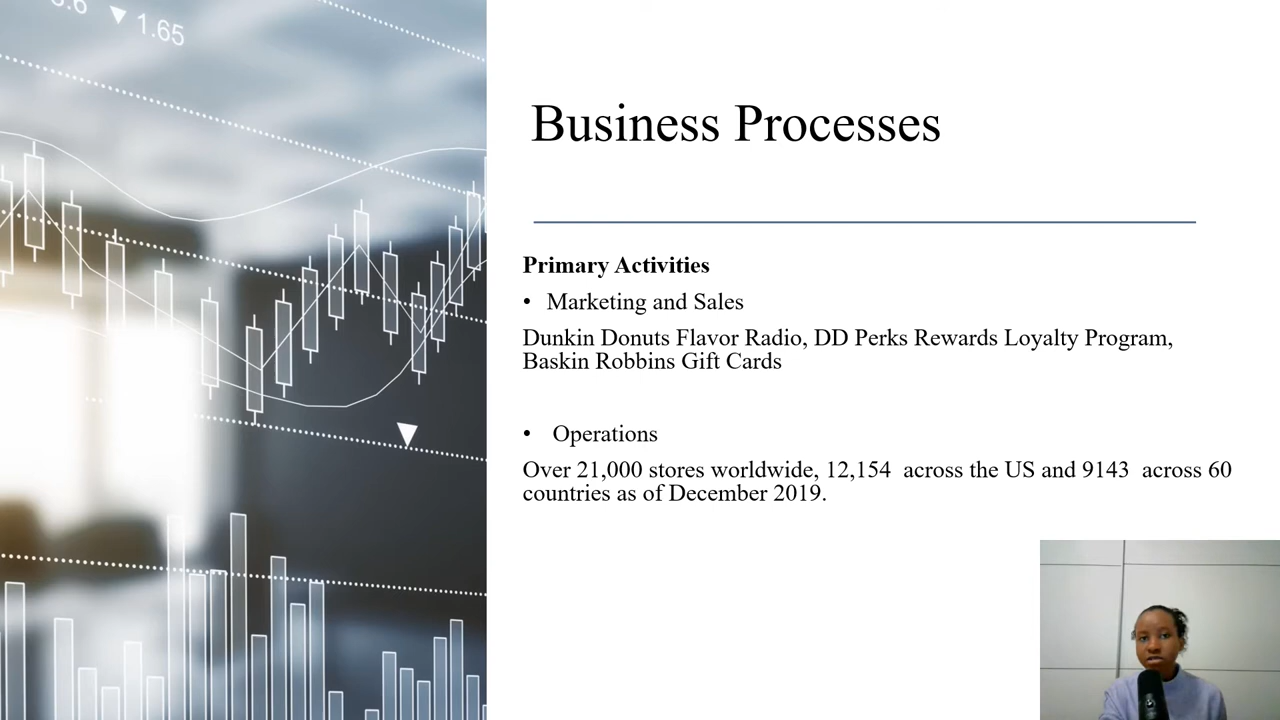 1.65
Business Processes
Primary Activities
• Marketing and Sales
Dunkin Donuts Flavor Radio, DD Perks Rewards Loyalty Program,
Baskin Robbins Gift Cards
• Operations
Over 21,000 stores worldwide, 12,154 across the US and 9143 across 60
countries as of December 2019.